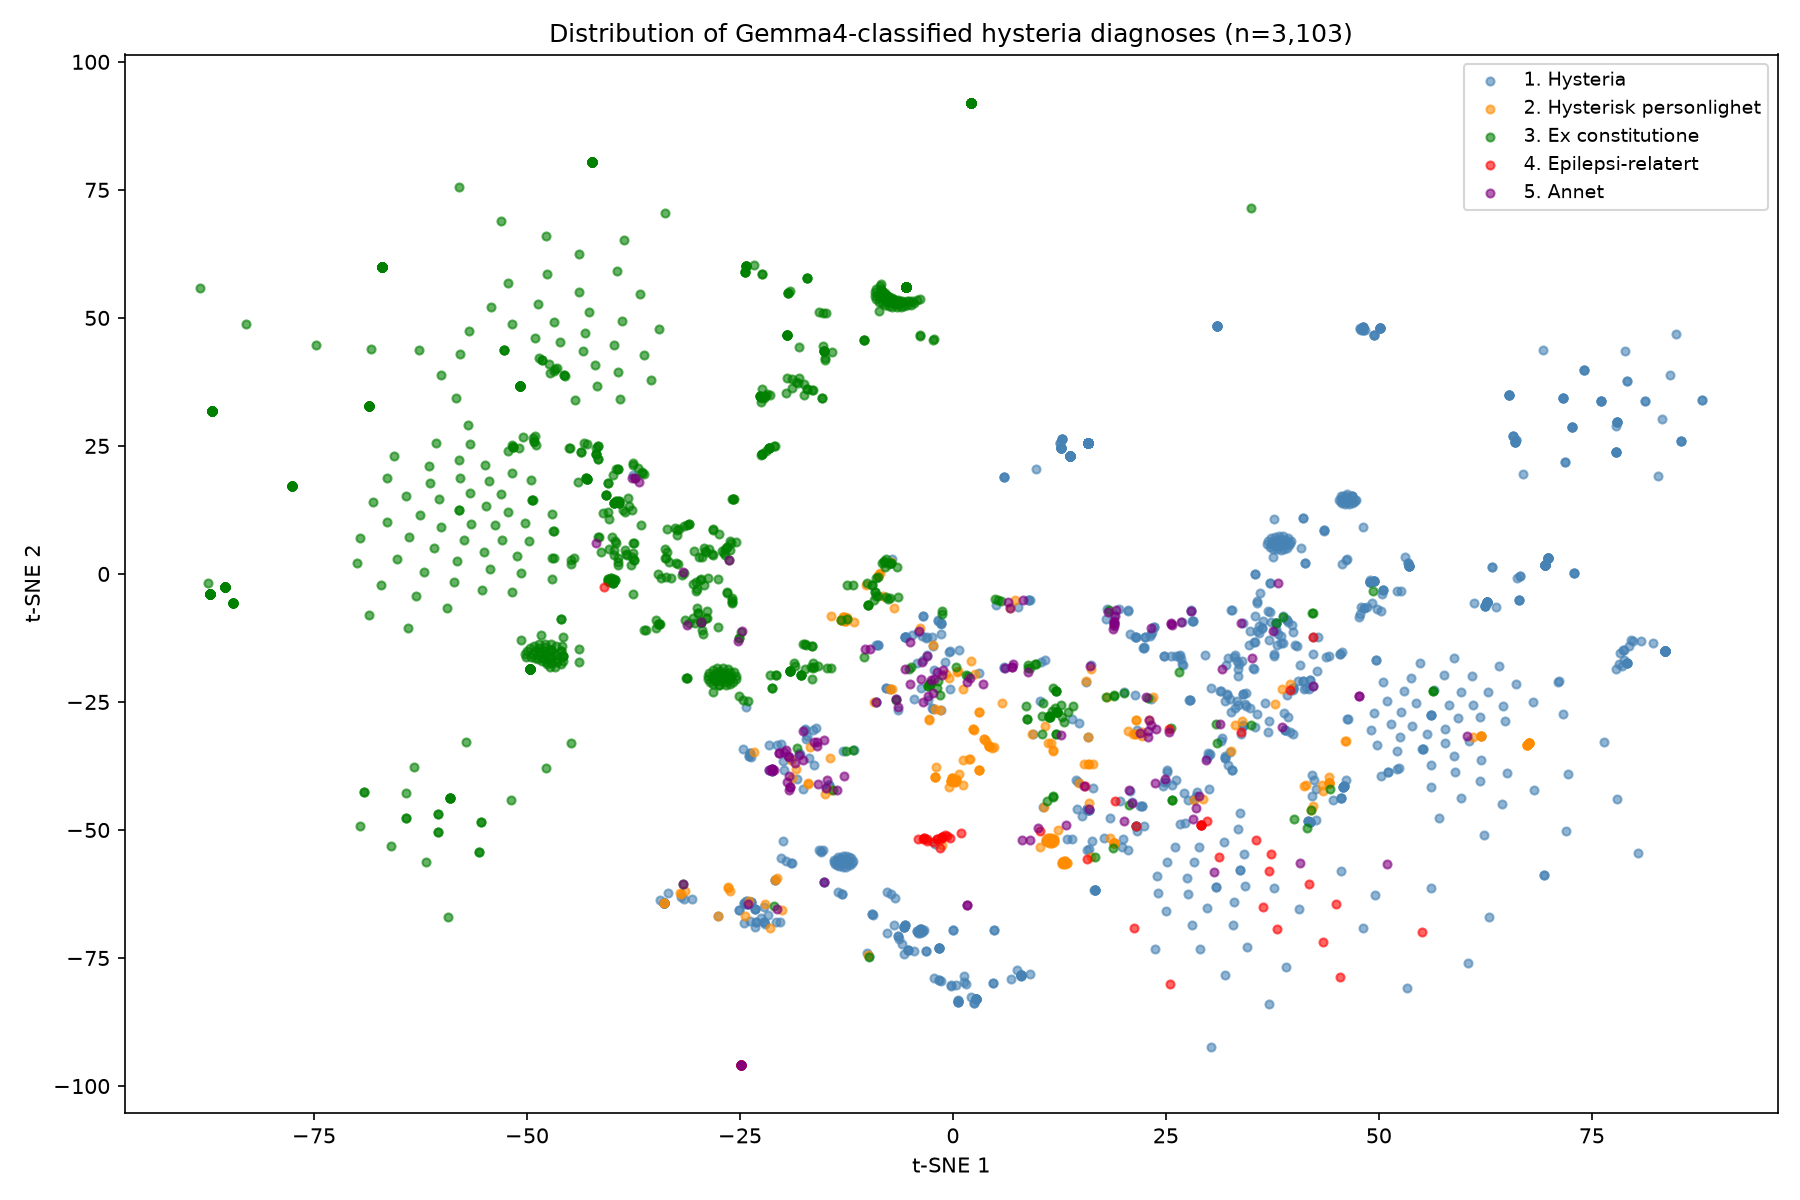 Distribution of Gemma4-classified hysteria diagnoses (n=3,103)
1. Hysteria
2. Hysterisk personlighet
3. Ex constitutione
4. Epilepsi-relatert
5. Annet
100
75
50
25
0
−25
−50
−75
−100
t-SNE 2
−75
−50
−25
0
25
50
75
t-SNE 1